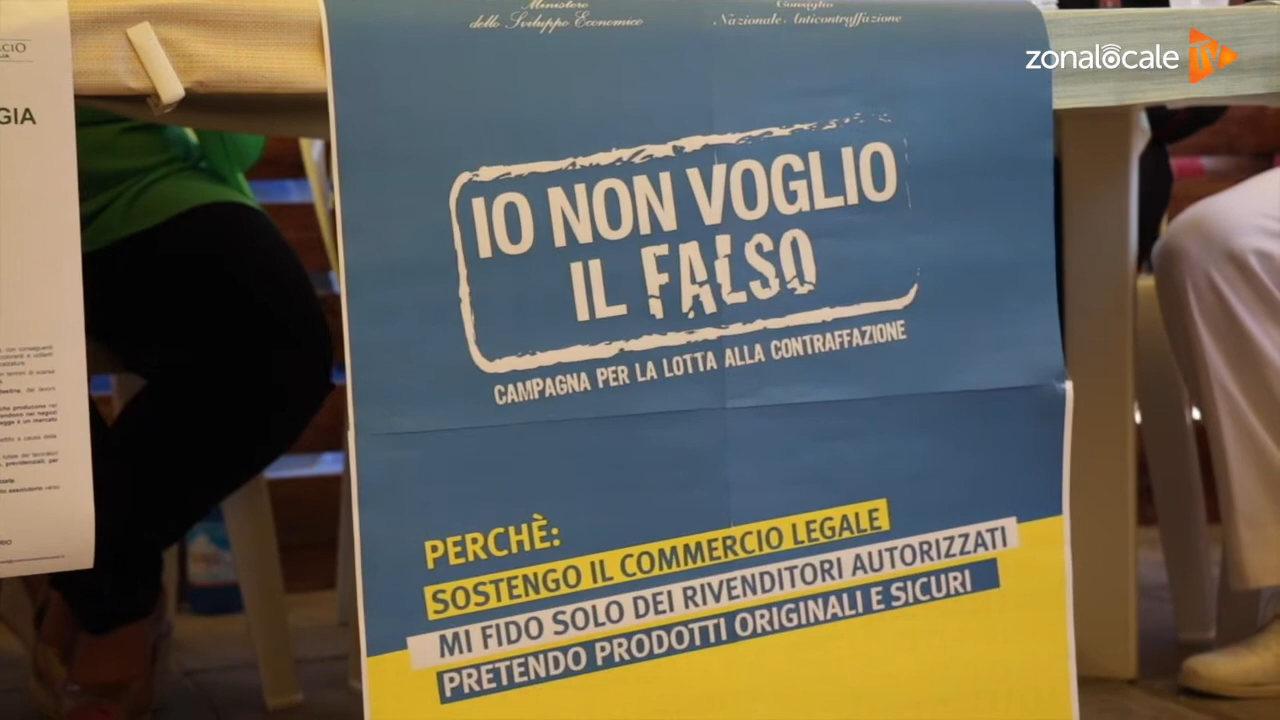 Ministero
dello Sviluppo Economico
Consiglio
Nazionale Anticontraffazione
zonalocale TV
GIA
IO NON VOGLIO
IL FALSO
CAMPAGNA PER LA LOTTA ALLA CONTRAFFAZIONE
PERCHÈ:
SOSTENGO IL COMMERCIO LEGALE
MI FIDO SOLO DEI RIVENDITORI AUTORIZZATI
PRETENDO PRODOTTI ORIGINALI E SICURI